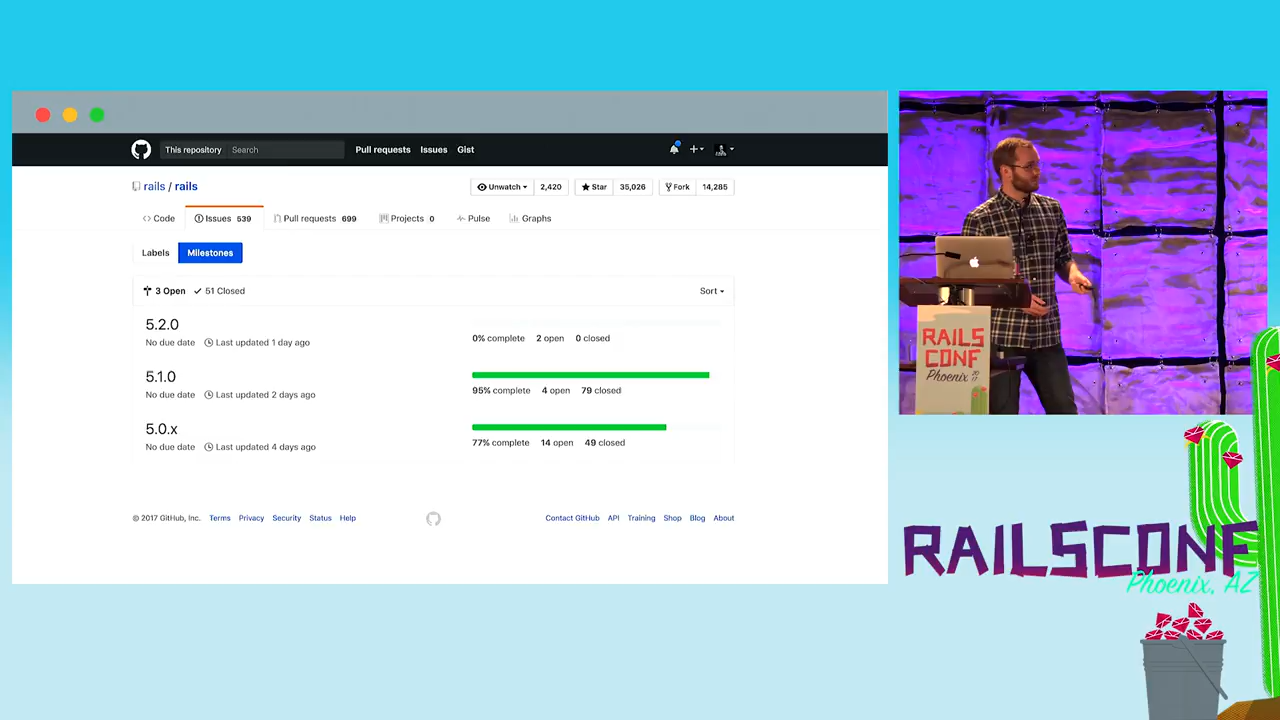 This repository Search Pull requests Issues Gist
rails / rails Unwatch 2,420 Star 35,026 Fork 14,285
Code Issues 539 Pull requests 699 Projects 0 Pulse Graphs
Labels Milestones
3 Open 51 Closed Sort
5.2.0
No due date Last updated 1 day ago
0% complete 2 open 0 closed
5.1.0
No due date Last updated 2 days ago
95% complete 4 open 79 closed
5.0.x
No due date Last updated 4 days ago
77% complete 14 open 49 closed
© 2017 GitHub, Inc. Terms Privacy Security Status Help Contact GitHub API Training Shop Blog About
RAILS
CONF
Phoenix 2017
RAILSCONF
Phoenix, AZ